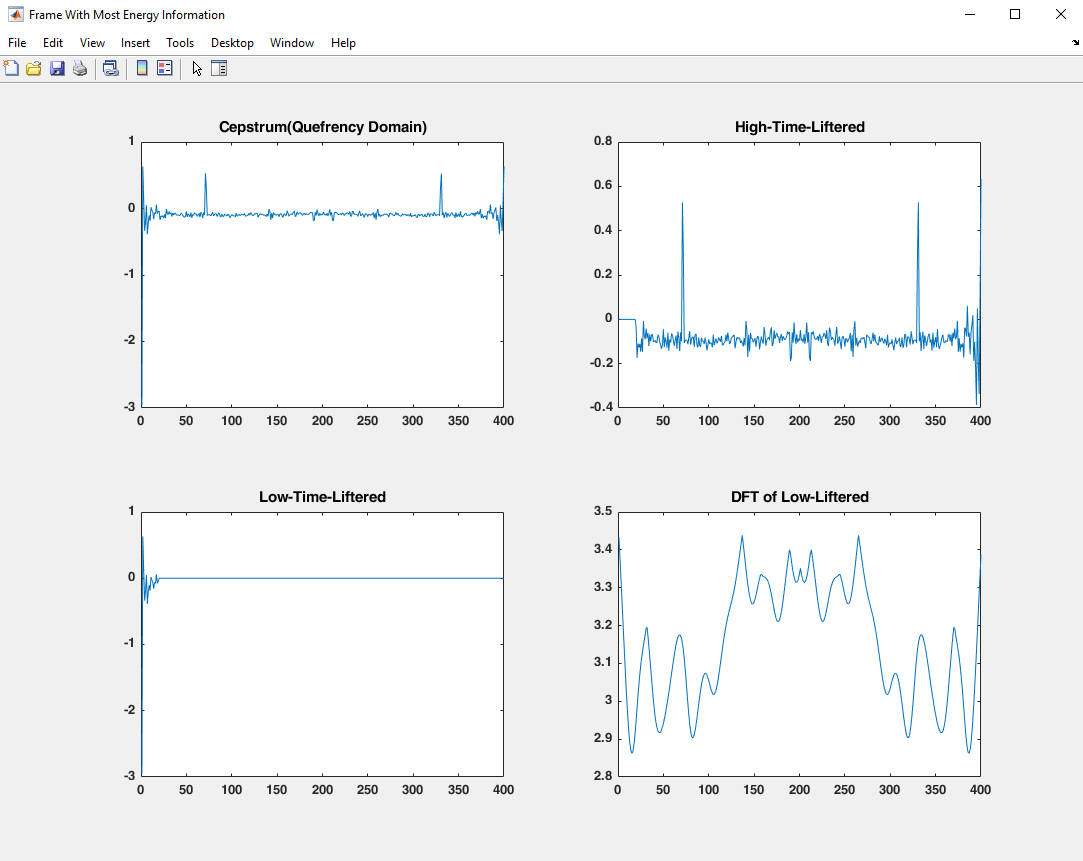 Frame With Most Energy Information
File Edit View Insert Tools Desktop Window Help
Cepstrum(Quefrency Domain)
1
0
-1
-2
-3
0 50 100 150 200 250 300 350 400
High-Time-Liftered
0.8
0.6
0.4
0.2
0
-0.2
-0.4
0 50 100 150 200 250 300 350 400
Low-Time-Liftered
1
0
-1
-2
-3
0 50 100 150 200 250 300 350 400
DFT of Low-Liftered
3.5
3.4
3.3
3.2
3.1
3
2.9
2.8
0 50 100 150 200 250 300 350 400